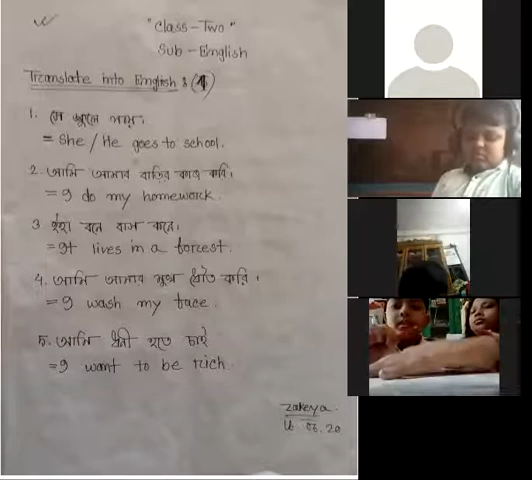 "Class-Two"
Sub-English
Translate into English:
1. সে স্কুলে যায়।
= She / He goes to school.
2. আমি আমার বাড়ির কাজ করি।
= I do my homework.
3 ইহা বনে বাস করে।
= It lives in a forest.
4. আমি আমার মুখ ধৌত করি।
= I wash my face.
৫. আমি ধনী হতে চাই
= I want to be rich.
Zakeya.
16.06.20